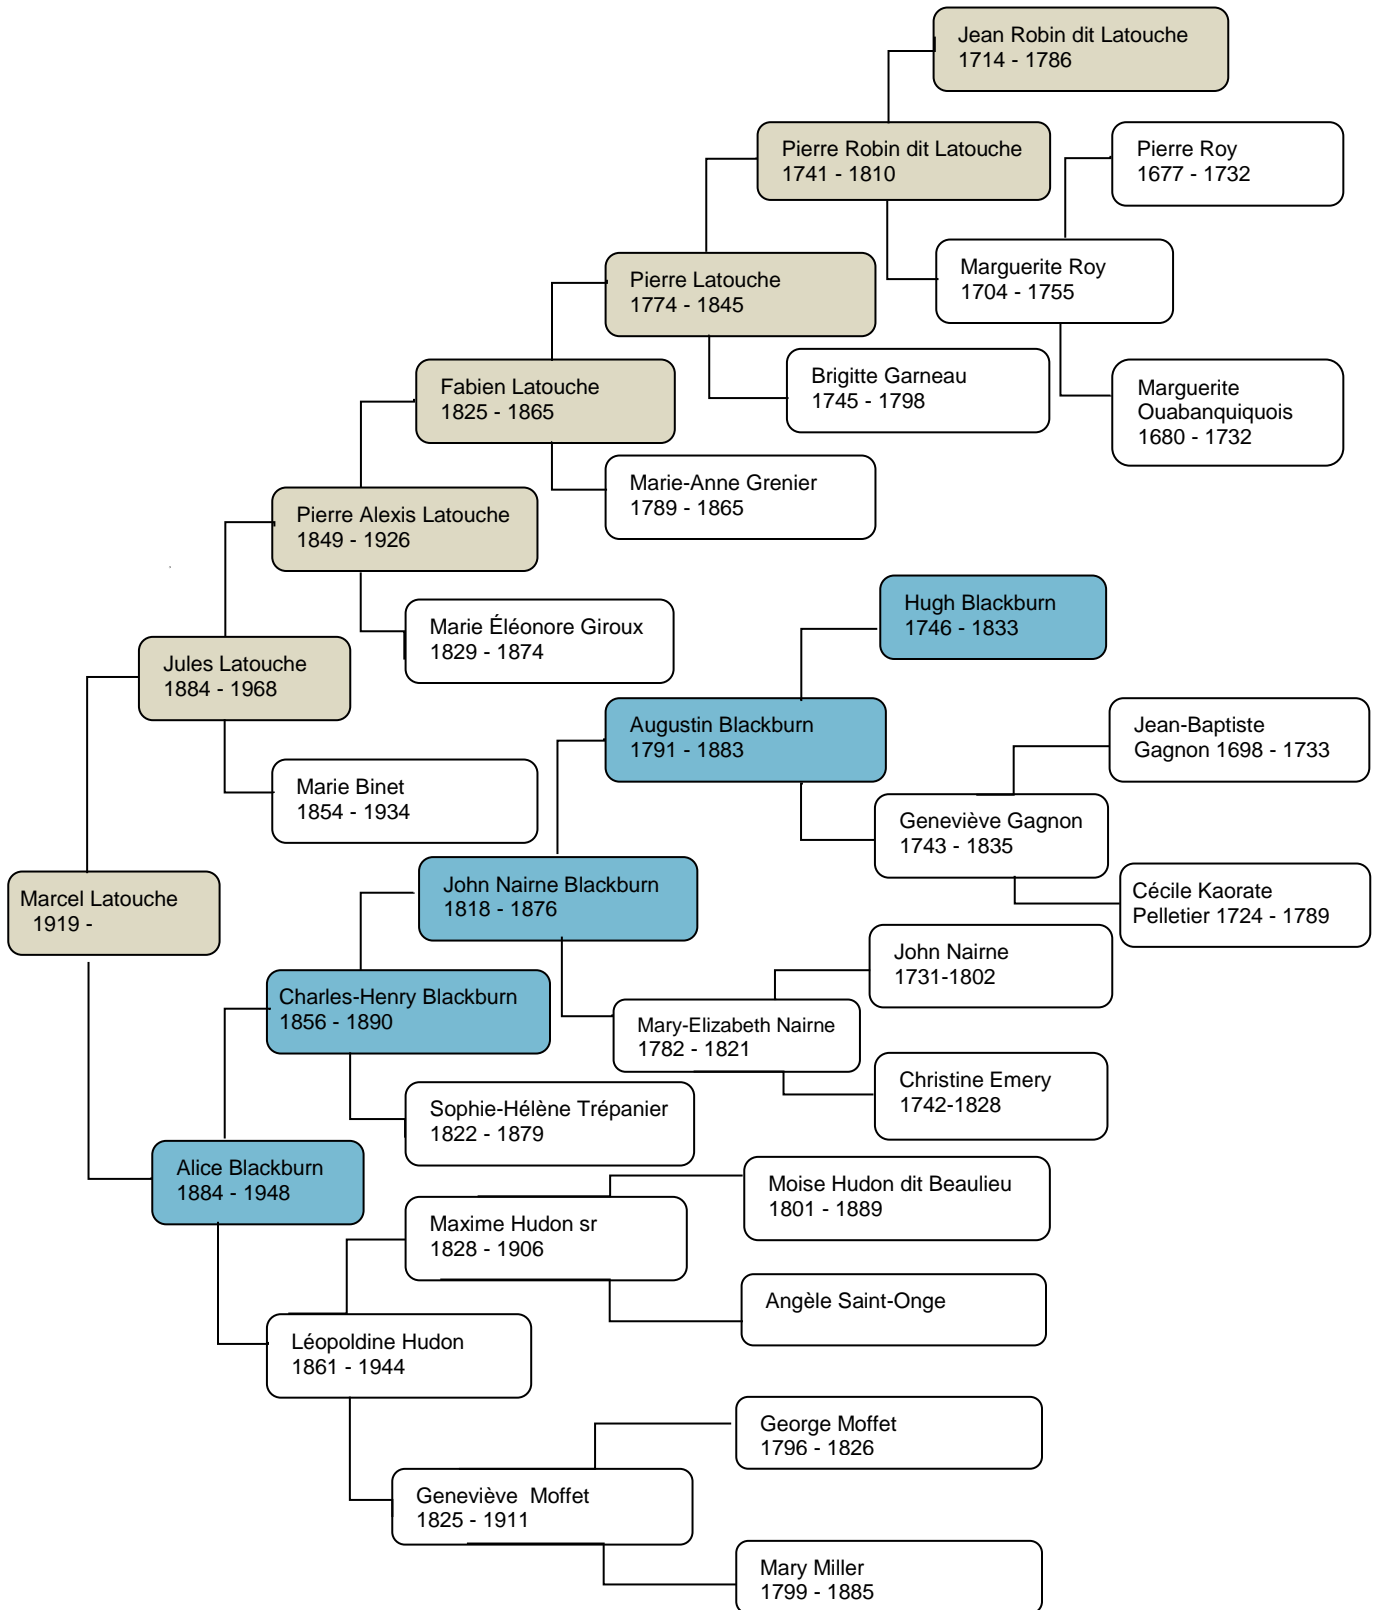 Jean Robin dit Latouche
1714 - 1786
Pierre Robin dit Latouche
1741 - 1810
Pierre Roy
1677 - 1732
Marguerite Roy
1704 - 1755
Pierre Latouche
1774 - 1845
Brigitte Garneau
1745 - 1798
Marguerite
Ouabanquiquois
1680 - 1732
Fabien Latouche
1825 - 1865
Marie-Anne Grenier
1789 - 1865
Pierre Alexis Latouche
1849 - 1926
Marie Éléonore Giroux
1829 - 1874
Hugh Blackburn
1746 - 1833
Jules Latouche
1884 - 1968
Augustin Blackburn
1791 - 1883
Jean-Baptiste
Gagnon 1698 - 1733
Marie Binet
1854 - 1934
Geneviève Gagnon
1743 - 1835
Marcel Latouche
1919 -
John Nairne Blackburn
1818 - 1876
Cécile Kaorate
Pelletier 1724 - 1789
John Nairne
1731-1802
Charles-Henry Blackburn
1856 - 1890
Mary-Elizabeth Nairne
1782 - 1821
Christine Emery
1742-1828
Sophie-Hélène Trépanier
1822 - 1879
Alice Blackburn
1884 - 1948
Moise Hudon dit Beaulieu
1801 - 1889
Maxime Hudon sr
1828 - 1906
Angèle Saint-Onge
Léopoldine Hudon
1861 - 1944
George Moffet
1796 - 1826
Geneviève  Moffet
1825 - 1911
Mary Miller
1799 - 1885